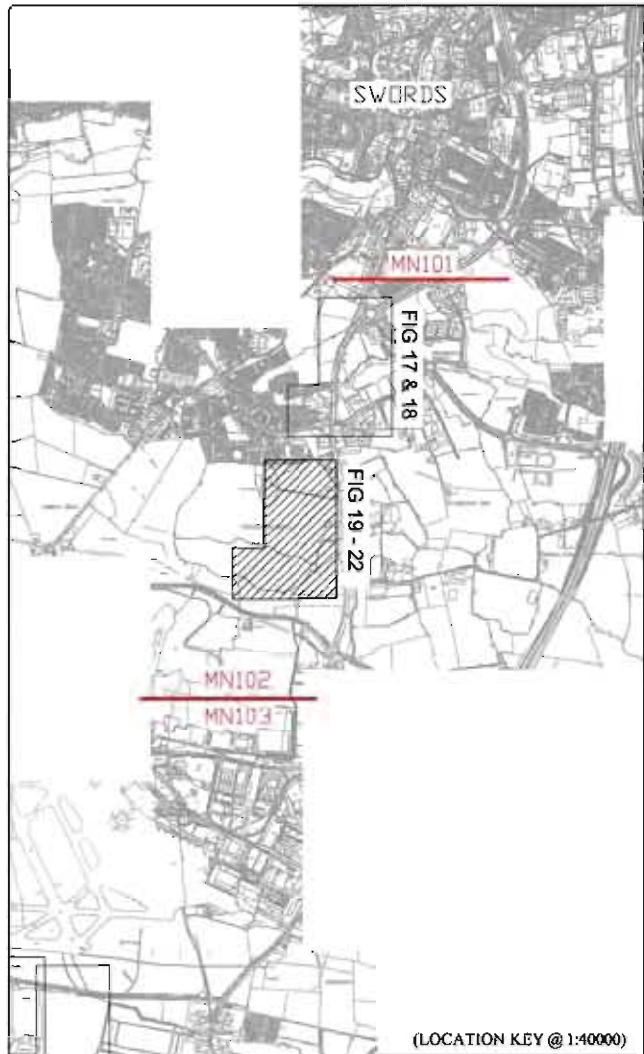 SWORDS
MN101
FIG 17 & 18
FIG 19 - 22
MN102
MN103
(LOCATION KEY @ 1:40000)